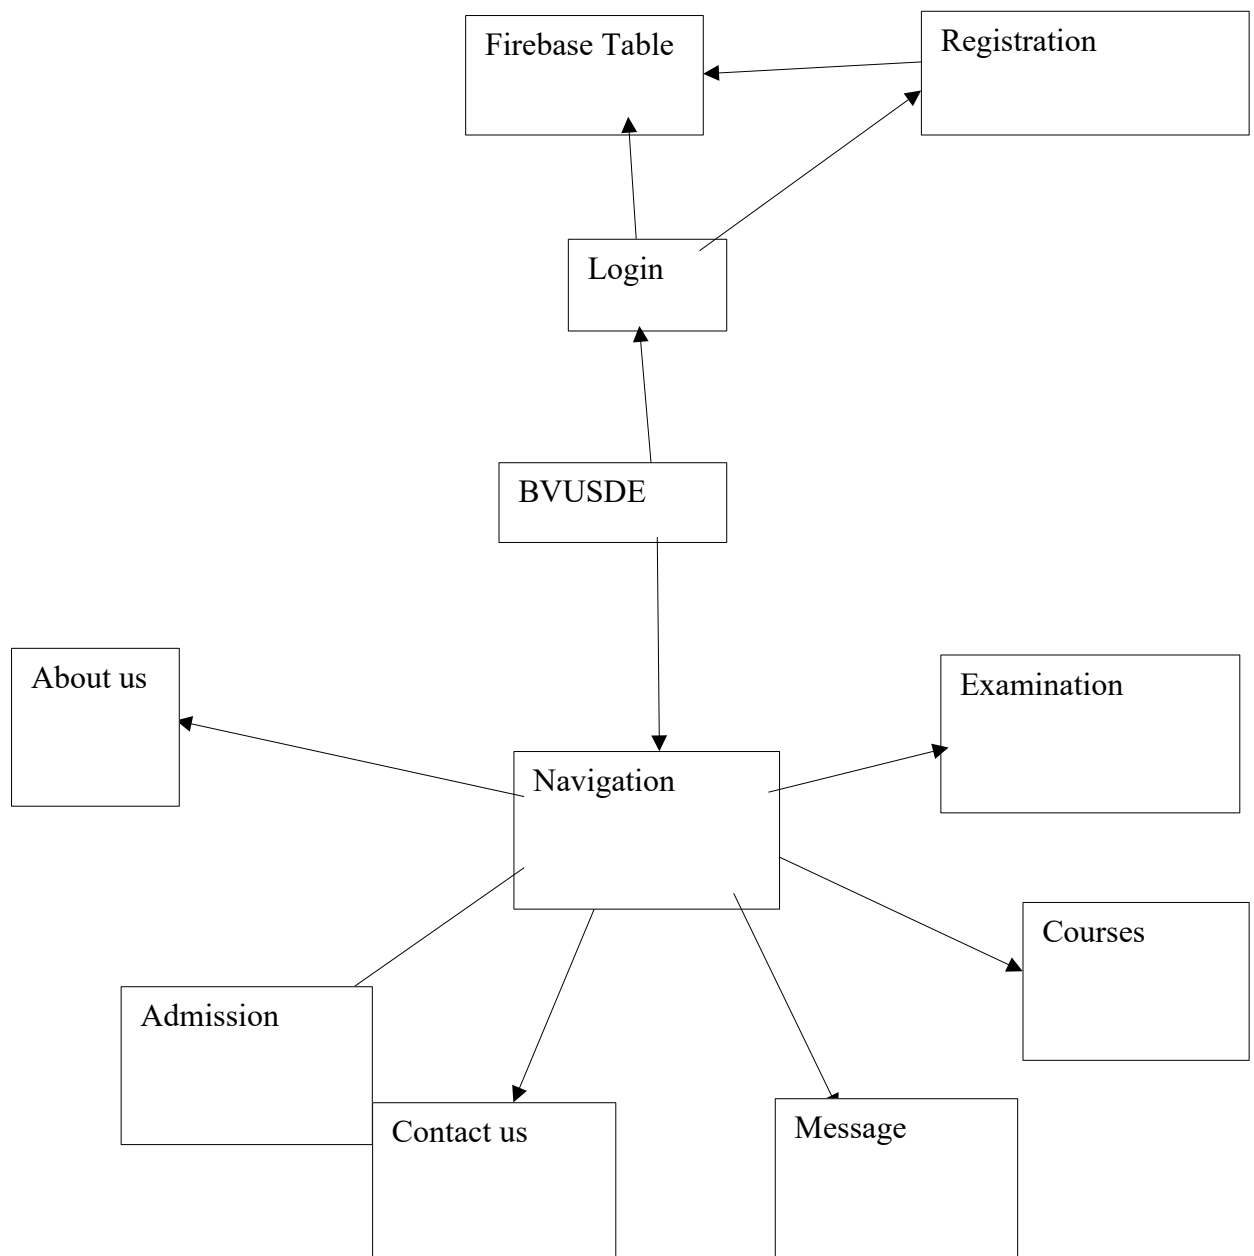 Firebase Table
Registration
Login
BVUSDE
About us
Examination
Navigation
Courses
Admission
Contact us
Message